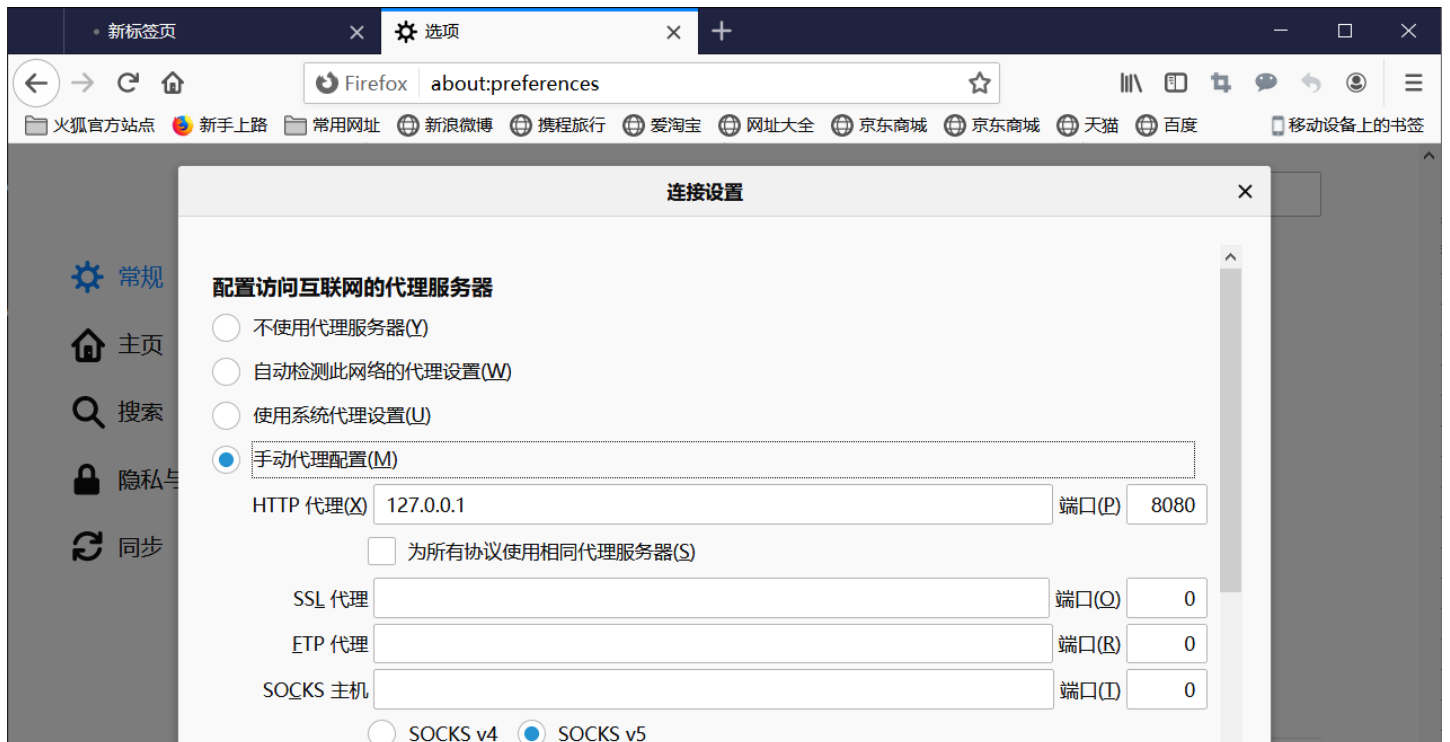 新标签页 选项
Firefox about:preferences
火狐官方站点 新手上路 常用网址 新浪微博 携程旅行 爱淘宝 网址大全 京东商城 京东商城 天猫 百度 移动设备上的书签
连接设置
常规
配置访问互联网的代理服务器
不使用代理服务器(Y)
主页
自动检测此网络的代理设置(W)
搜索
使用系统代理设置(U)
手动代理配置(M)
隐私与
HTTP 代理(X) 127.0.0.1 端口(P) 8080
同步
为所有协议使用相同代理服务器(S)
SSL 代理 端口(O) 0
FTP 代理 端口(R) 0
SOCKS 主机 端口(T) 0
SOCKS v4 SOCKS v5